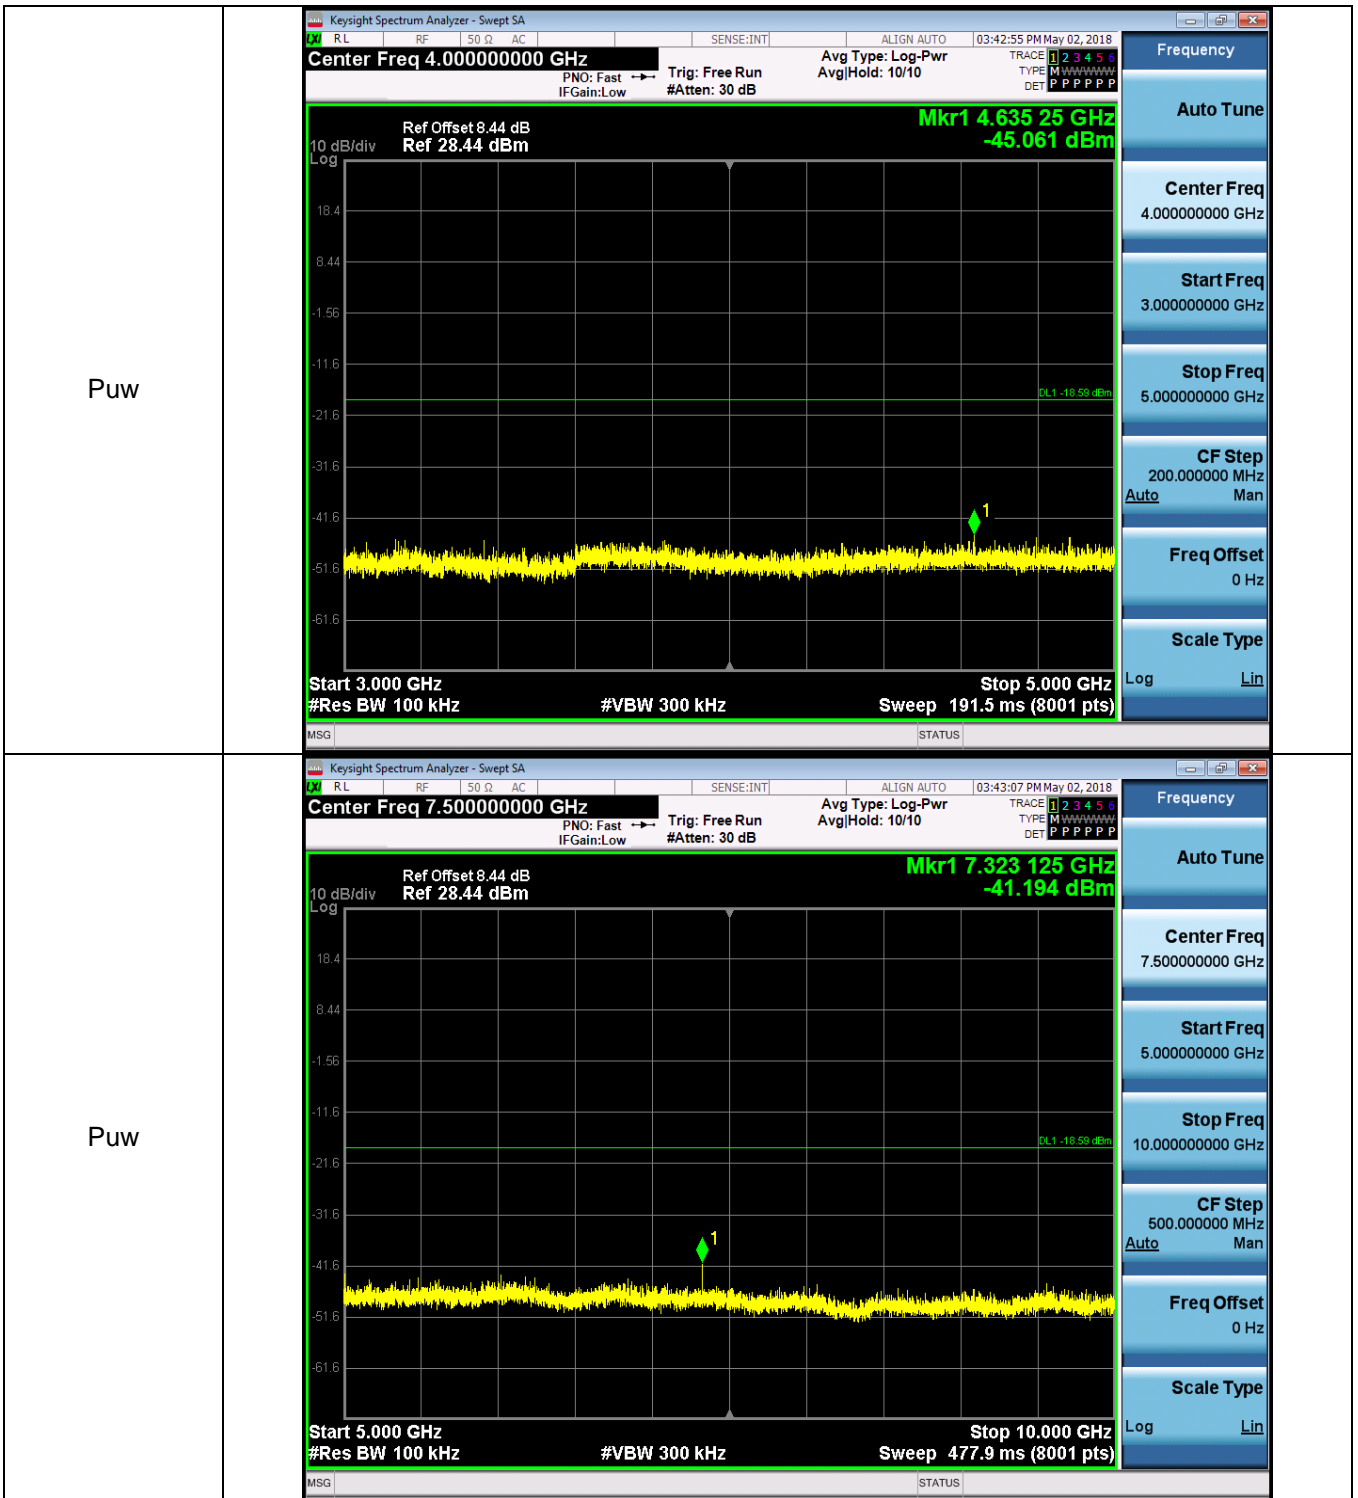 Puw
Keysight Spectrum Analyzer - Swept SA
LXI RL RF 50 Ω AC SENSE:INT ALIGN AUTO 03:42:55 PM May 02, 2018
Center Freq 4.000000000 GHz
PNO: Fast
IFGain:Low
Trig: Free Run
#Atten: 30 dB
Avg Type: Log-Pwr
Avg|Hold: 10/10
TRACE 1 2 3 4 5 6
TYPE M WWWWW
DET P P P P P P
Mkr1 4.635 25 GHz
-45.061 dBm
Ref Offset 8.44 dB
10 dB/div Ref 28.44 dBm
Log
18.4
8.44
-1.56
-11.6
DL1 -18.59 dBm
-21.6
-31.6
-41.6
1
-51.6
-61.6
Start 3.000 GHz Stop 5.000 GHz
#Res BW 100 kHz #VBW 300 kHz Sweep 191.5 ms (8001 pts)
MSG STATUS
Frequency
Auto Tune
Center Freq
4.000000000 GHz
Start Freq
3.000000000 GHz
Stop Freq
5.000000000 GHz
CF Step
200.000000 MHz
Auto Man
Freq Offset
0 Hz
Scale Type
Log Lin
Puw
Keysight Spectrum Analyzer - Swept SA
LXI RL RF 50 Ω AC SENSE:INT ALIGN AUTO 03:43:07 PM May 02, 2018
Center Freq 7.500000000 GHz
PNO: Fast
IFGain:Low
Trig: Free Run
#Atten: 30 dB
Avg Type: Log-Pwr
Avg|Hold: 10/10
TRACE 1 2 3 4 5 6
TYPE M WWWWW
DET P P P P P P
Mkr1 7.323 125 GHz
-41.194 dBm
Ref Offset 8.44 dB
10 dB/div Ref 28.44 dBm
Log
18.4
8.44
-1.56
-11.6
DL1 -18.59 dBm
-21.6
-31.6
1
-41.6
-51.6
-61.6
Start 5.000 GHz Stop 10.000 GHz
#Res BW 100 kHz #VBW 300 kHz Sweep 477.9 ms (8001 pts)
MSG STATUS
Frequency
Auto Tune
Center Freq
7.500000000 GHz
Start Freq
5.000000000 GHz
Stop Freq
10.000000000 GHz
CF Step
500.000000 MHz
Auto Man
Freq Offset
0 Hz
Scale Type
Log Lin